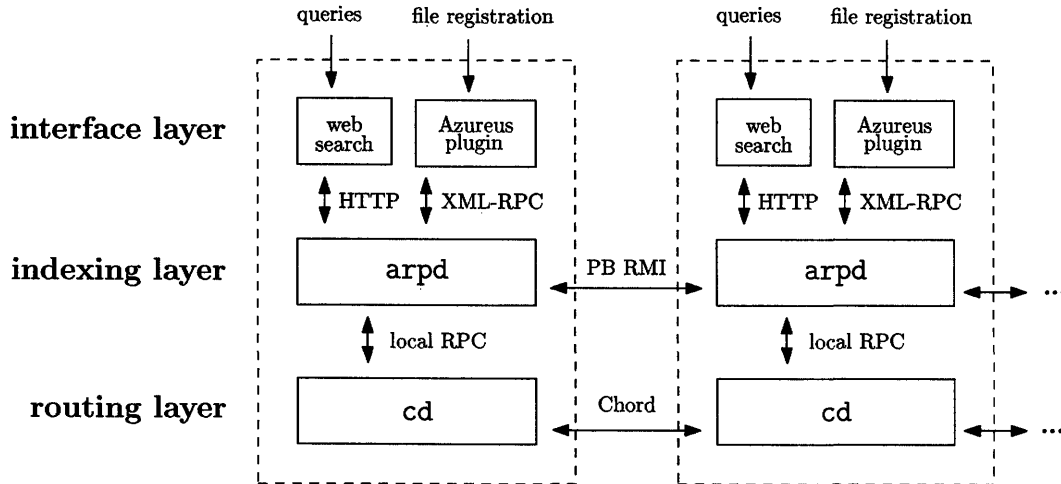 queries file registration queries file registration
interface layer web search Azureus plugin web search Azureus plugin
HTTP XML-RPC HTTP XML-RPC
indexing layer arpd PB RMI arpd ...
local RPC local RPC
routing layer cd Chord cd ...